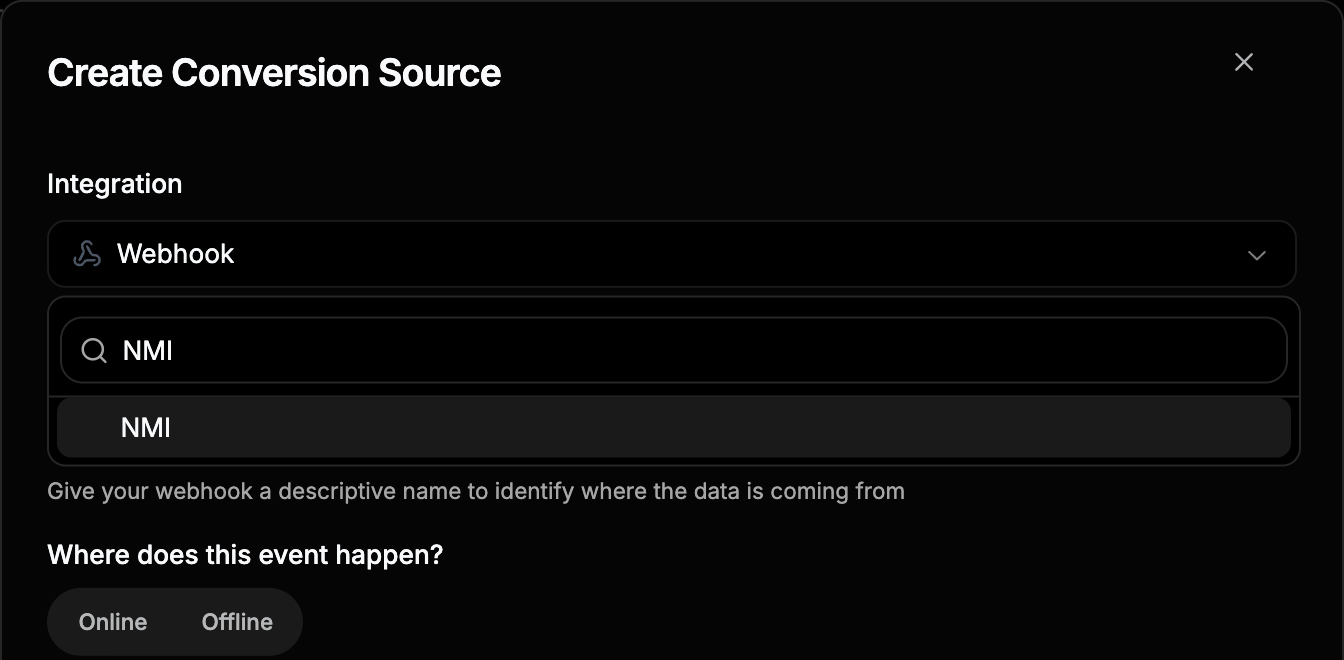 Create Conversion Source
Integration
Webhook
NMI
NMI
Give your webhook a descriptive name to identify where the data is coming from
Where does this event happen?
Online Offline